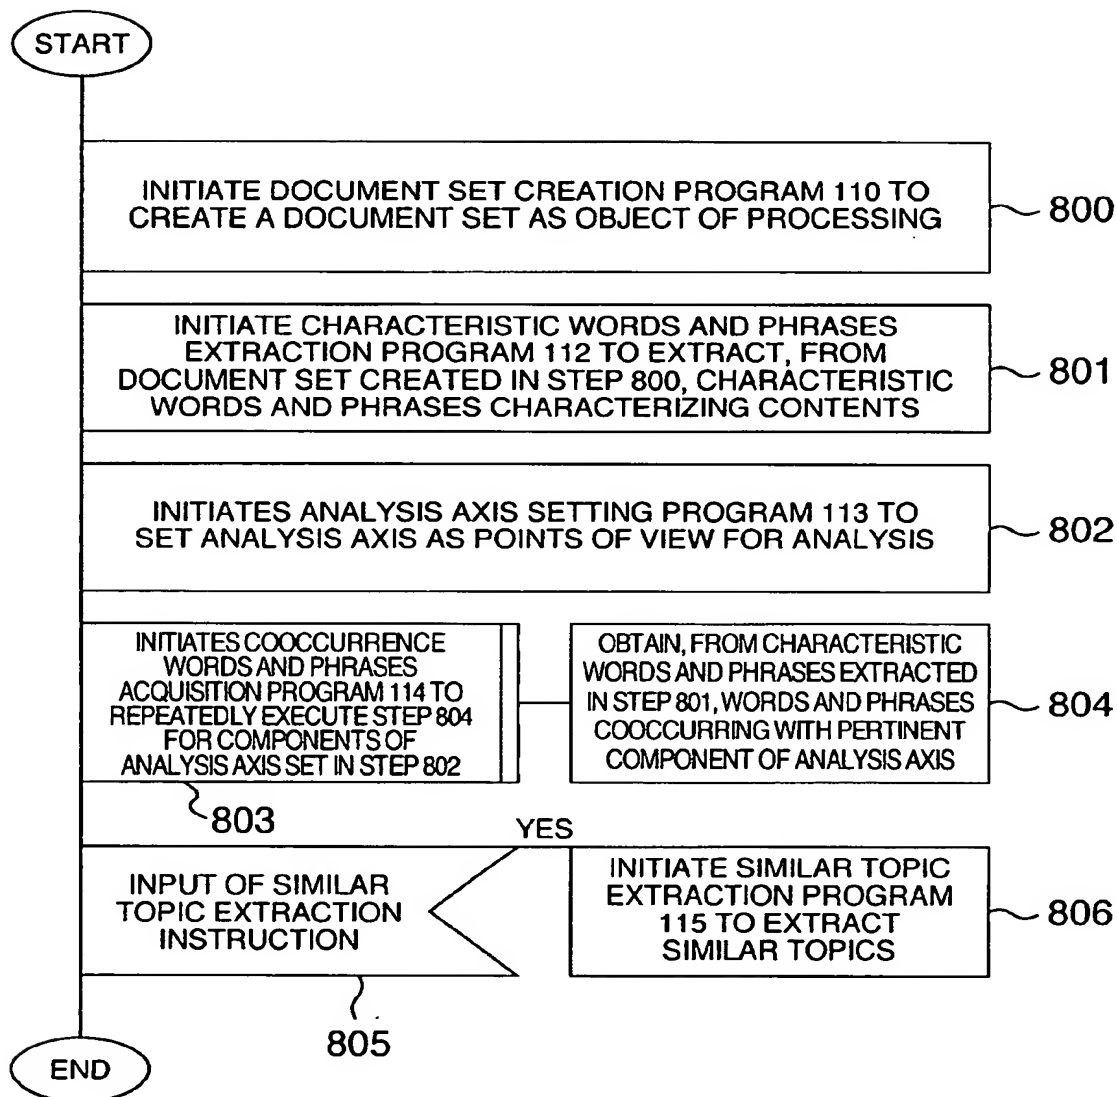 START
INITIATE DOCUMENT SET CREATION PROGRAM 110 TO
CREATE A DOCUMENT SET AS OBJECT OF PROCESSING
800
INITIATE CHARACTERISTIC WORDS AND PHRASES
EXTRACTION PROGRAM 112 TO EXTRACT, FROM
DOCUMENT SET CREATED IN STEP 800, CHARACTERISTIC
WORDS AND PHRASES CHARACTERIZING CONTENTS
801
INITIATES ANALYSIS AXIS SETTING PROGRAM 113 TO
SET ANALYSIS AXIS AS POINTS OF VIEW FOR ANALYSIS
802
INITIATES COOCCURRENCE
WORDS AND PHRASES
ACQUISITION PROGRAM 114 TO
REPEATEDLY EXECUTE STEP 804
FOR COMPONENTS OF
ANALYSIS AXIS SET IN STEP 802
803
OBTAIN, FROM CHARACTERISTIC
WORDS AND PHRASES EXTRACTED
IN STEP 801, WORDS AND PHRASES
COOCCURRING WITH PERTINENT
COMPONENT OF ANALYSIS AXIS
804
INPUT OF SIMILAR
TOPIC EXTRACTION
INSTRUCTION
805
YES
INITIATE SIMILAR TOPIC
EXTRACTION PROGRAM
115 TO EXTRACT
SIMILAR TOPICS
806
END